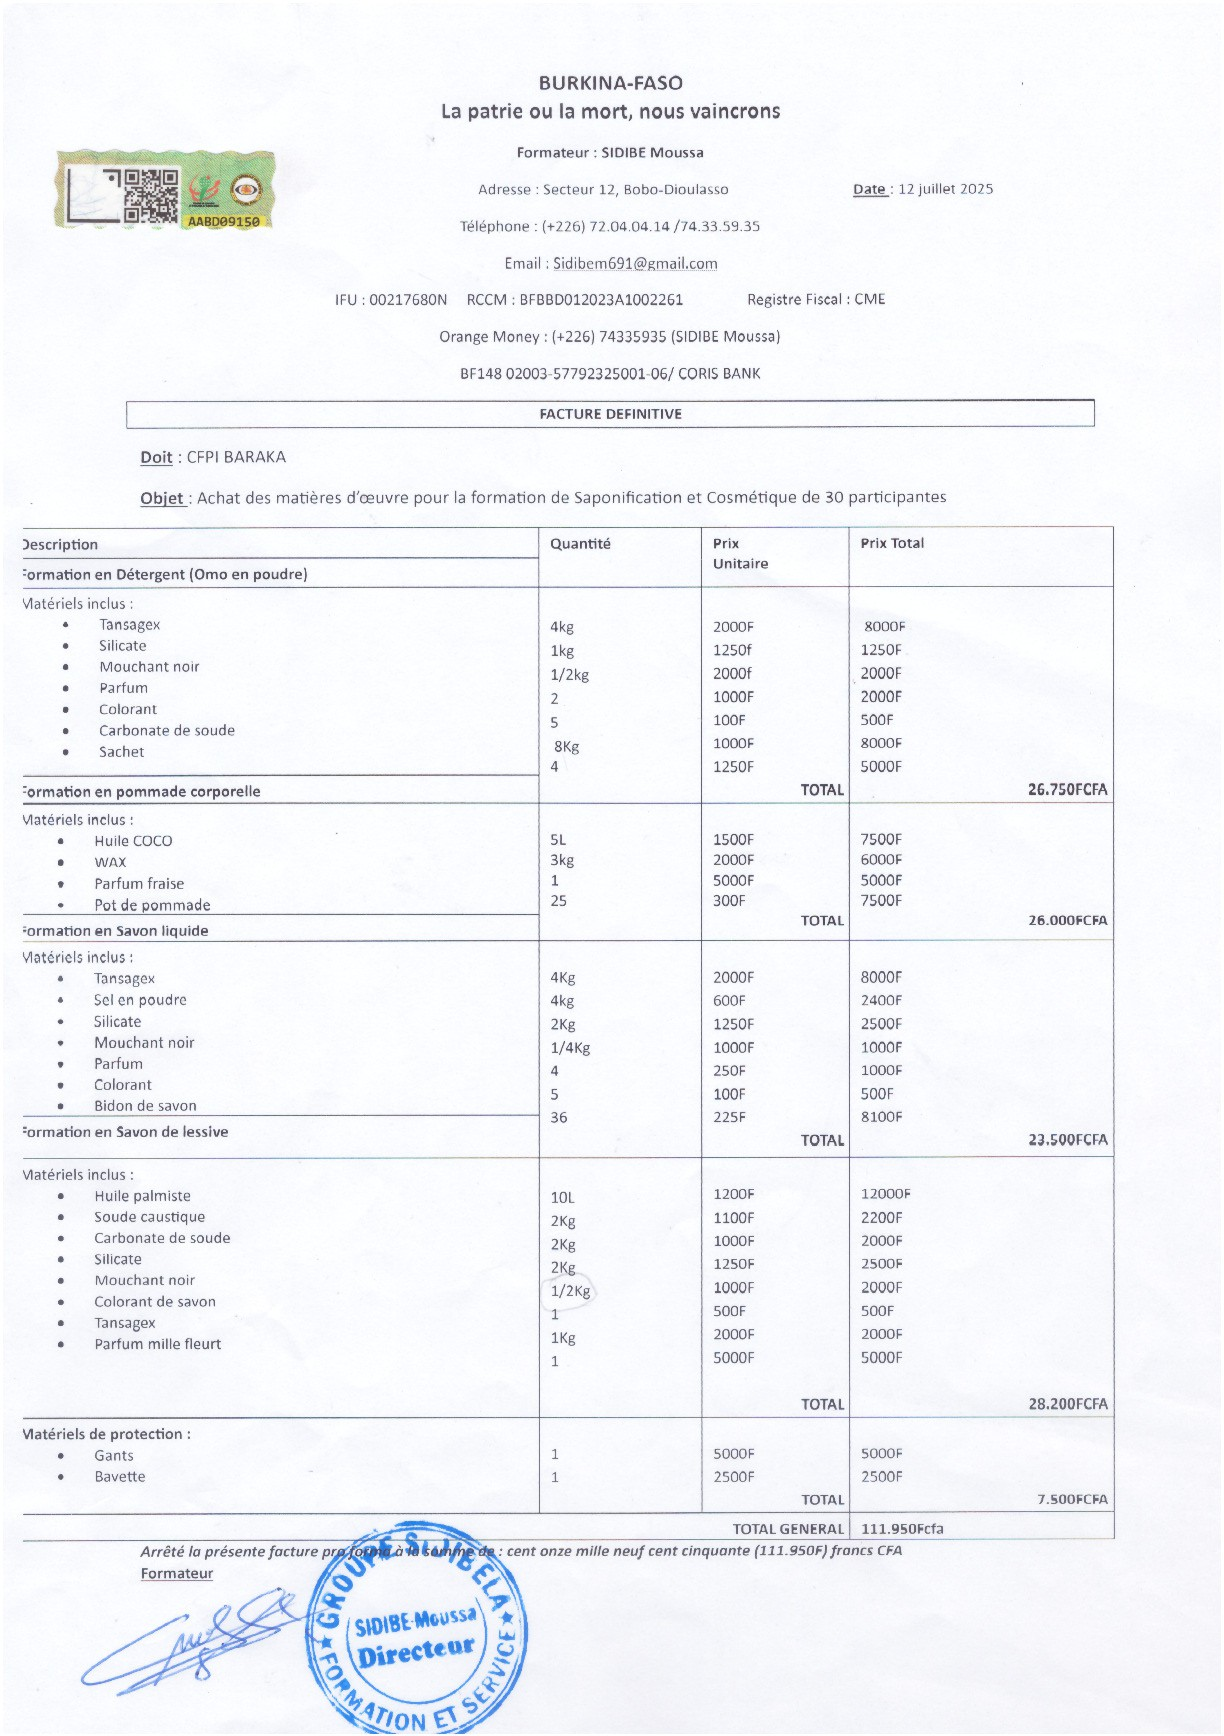 BURKINA-FASO
La patrie ou la mort, nous vaincrons
Formateur : SIDIBE Moussa
AABD09150
Adresse : Secteur 12, Bobo-Dioulasso Date : 12 juillet 2025
Téléphone : (+226) 72.04.04.14 /74.33.59.35
Email : Sidibem691@gmail.com
IFU : 00217680N RCCM : BFBBD012023A1002261 Registre Fiscal : CME
Orange Money : (+226) 74335935 (SIDIBE Moussa)
BF148 02003-57792325001-06/ CORIS BANK
FACTURE DEFINITIVE
Doit : CFPI BARAKA
Objet : Achat des matières d'œuvre pour la formation de Saponification et Cosmétique de 30 participantes
Description Quantité Prix Unitaire Prix Total
Formation en Détergent (Omo en poudre)
Matériels inclus :
• Tansagex 4kg 2000F 8000F
• Silicate 1kg 1250f 1250F
• Mouchant noir 1/2kg 2000f 2000F
• Parfum 2 1000F 2000F
• Colorant 5 100F 500F
• Carbonate de soude 8Kg 1000F 8000F
• Sachet 4 1250F 5000F
Formation en pommade corporelle TOTAL 26.750FCFA
Matériels inclus :
• Huile COCO 5L 1500F 7500F
• WAX 3kg 2000F 6000F
• Parfum fraise 1 5000F 5000F
• Pot de pommade 25 300F 7500F
TOTAL 26.000FCFA
Formation en Savon liquide
Matériels inclus :
• Tansagex 4Kg 2000F 8000F
• Sel en poudre 4kg 600F 2400F
• Silicate 2Kg 1250F 2500F
• Mouchant noir 1/4Kg 1000F 1000F
• Parfum 4 250F 1000F
• Colorant 5 100F 500F
• Bidon de savon 36 225F 8100F
Formation en Savon de lessive TOTAL 23.500FCFA
Matériels inclus :
• Huile palmiste 10L 1200F 12000F
• Soude caustique 2Kg 1100F 2200F
• Carbonate de soude 2Kg 1000F 2000F
• Silicate 2Kg 1250F 2500F
• Mouchant noir 1/2Kg 1000F 2000F
• Colorant de savon 1 500F 500F
• Tansagex 1Kg 2000F 2000F
• Parfum mille fleurt 1 5000F 5000F
TOTAL 28.200FCFA
Matériels de protection :
• Gants 1 5000F 5000F
• Bavette 1 2500F 2500F
TOTAL 7.500FCFA
TOTAL GENERAL 111.950Fcfa
Arrêté la présente facture pro forma à la somme de : cent onze mille neuf cent cinquante (111.950F) francs CFA
Formateur
GROUPE SIDIBELA
SIDIBE Moussa
Directeur
FORMATION ET SERVICE